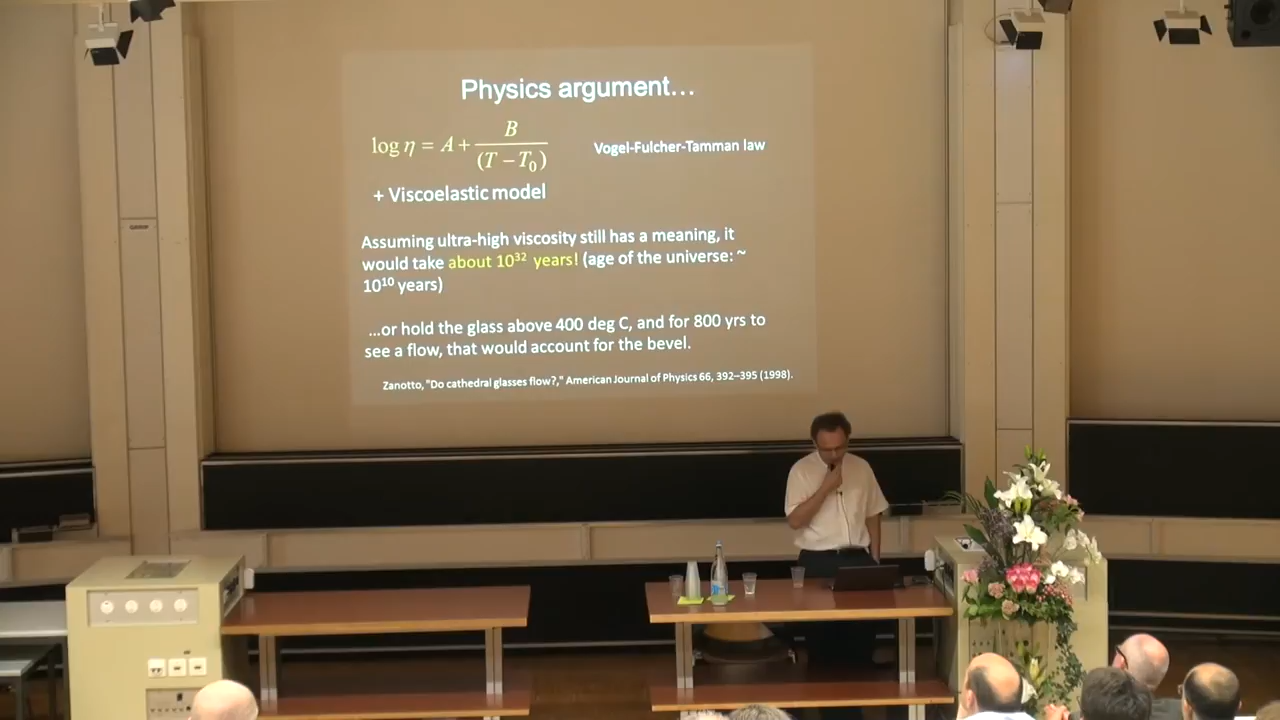 Physics argument…
log η = A + B / (T − T₀)
Vogel-Fulcher-Tamman law
+ Viscoelastic model
Assuming ultra-high viscosity still has a meaning, it
would take about 10³² years! (age of the universe: ~
10¹⁰ years)
…or hold the glass above 400 deg C, and for 800 yrs to
see a flow, that would account for the bevel.
Zanotto, "Do cathedral glasses flow?," American Journal of Physics 66, 392–395 (1998).